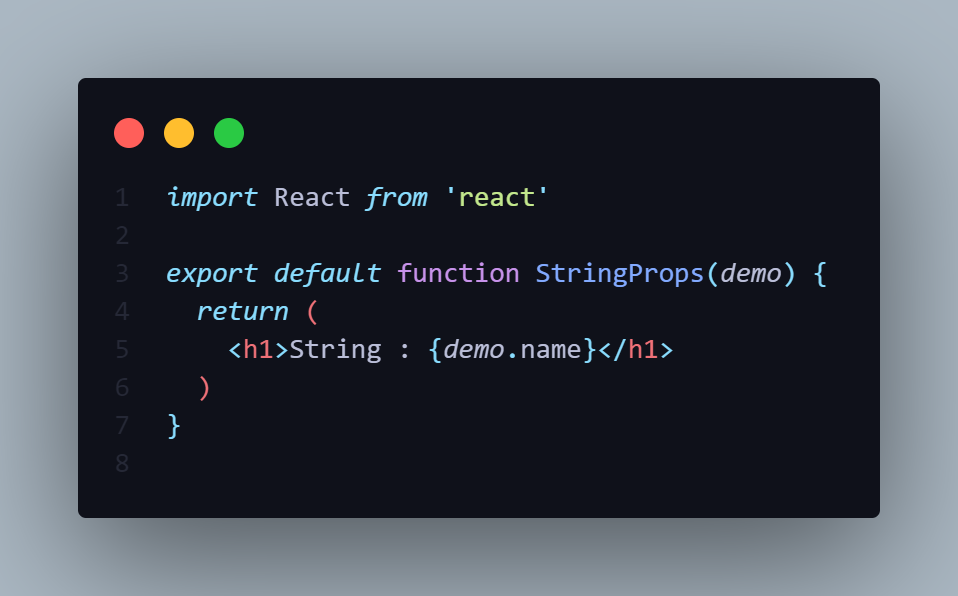 1 import React from 'react'
2
3 export default function StringProps(demo) {
4   return (
5     <h1>String : {demo.name}</h1>
6   )
7 }
8